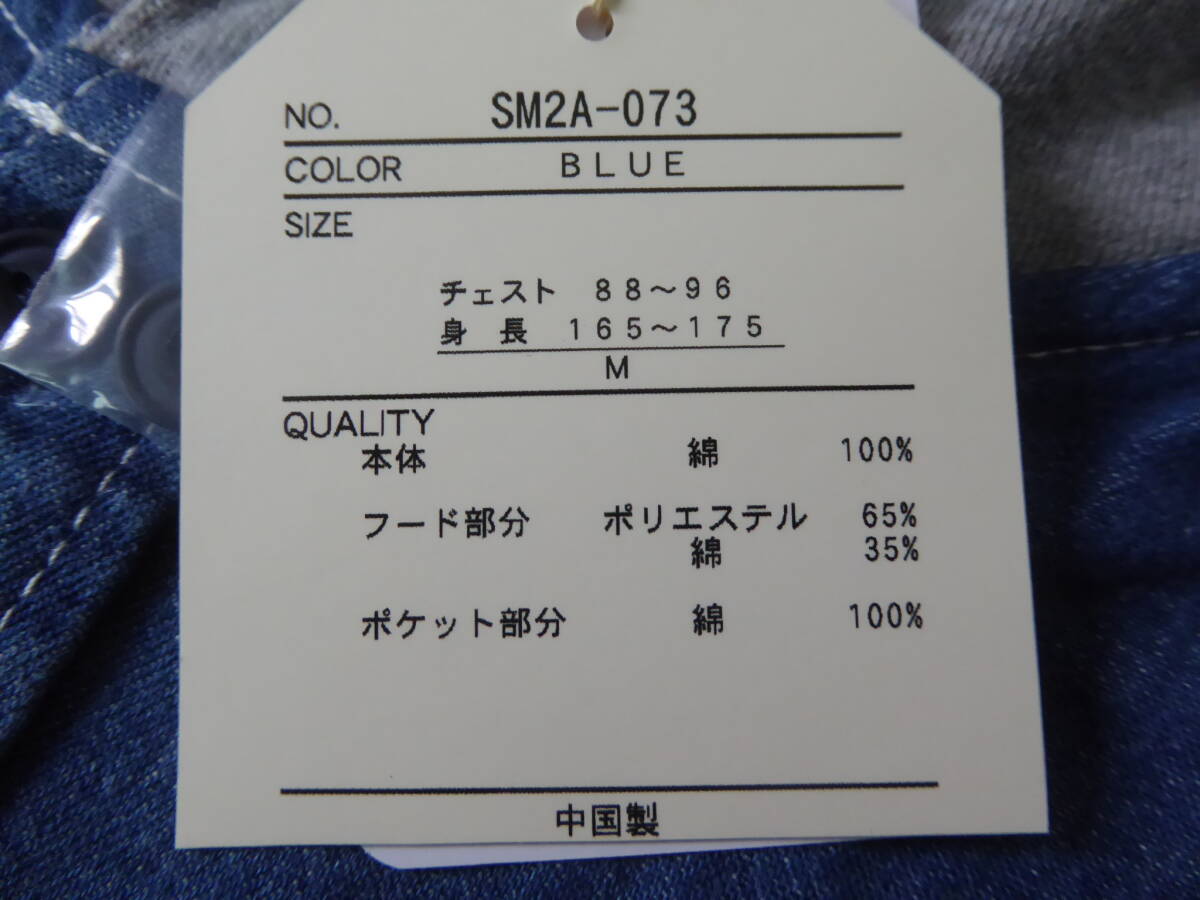 NO. SM2A-073
COLOR BLUE
SIZE
チェスト 88～96
身長 165～175
M
QUALITY
本体 綿 100%
フード部分 ポリエステル 65%
綿 35%
ポケット部分 綿 100%
中国製